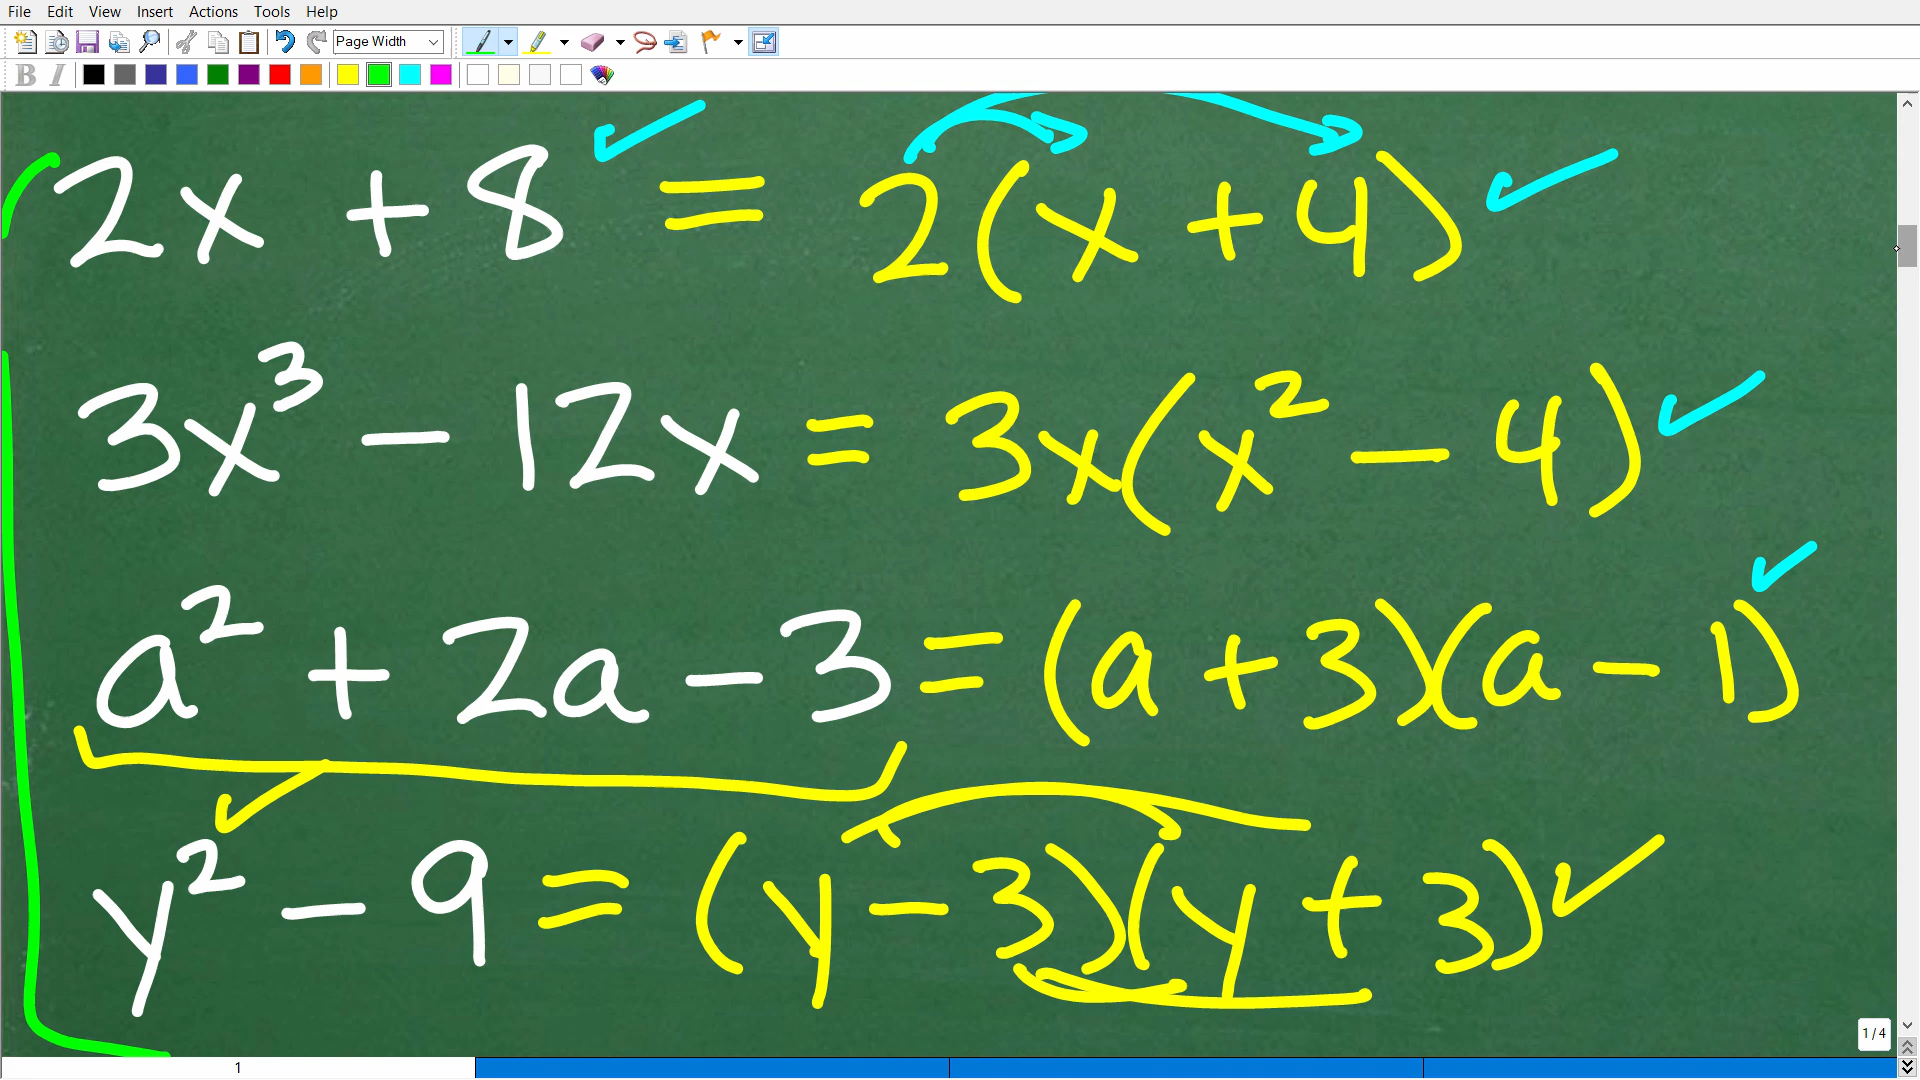 File Edit View Insert Actions Tools Help
Page Width
B I
2x + 8 = 2(x + 4)
3x³ − 12x = 3x(x² − 4)
a² + 2a − 3 = (a + 3)(a − 1)
y² − 9 = (y − 3)(y + 3)
1 / 4
1